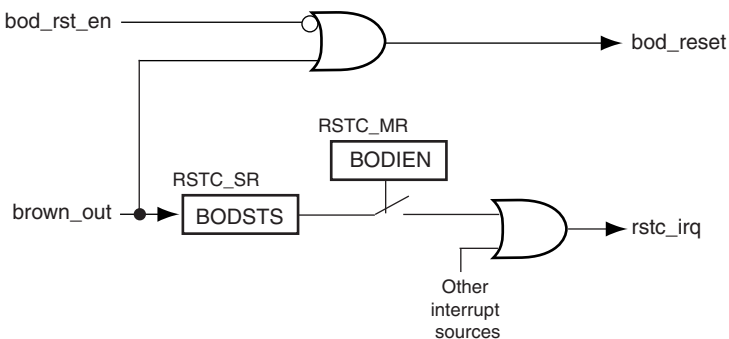 bod_rst_en
bod_reset
RSTC_MR
BODIEN
RSTC_SR
brown_out
BODSTS
rstc_irq
Other
interrupt
sources